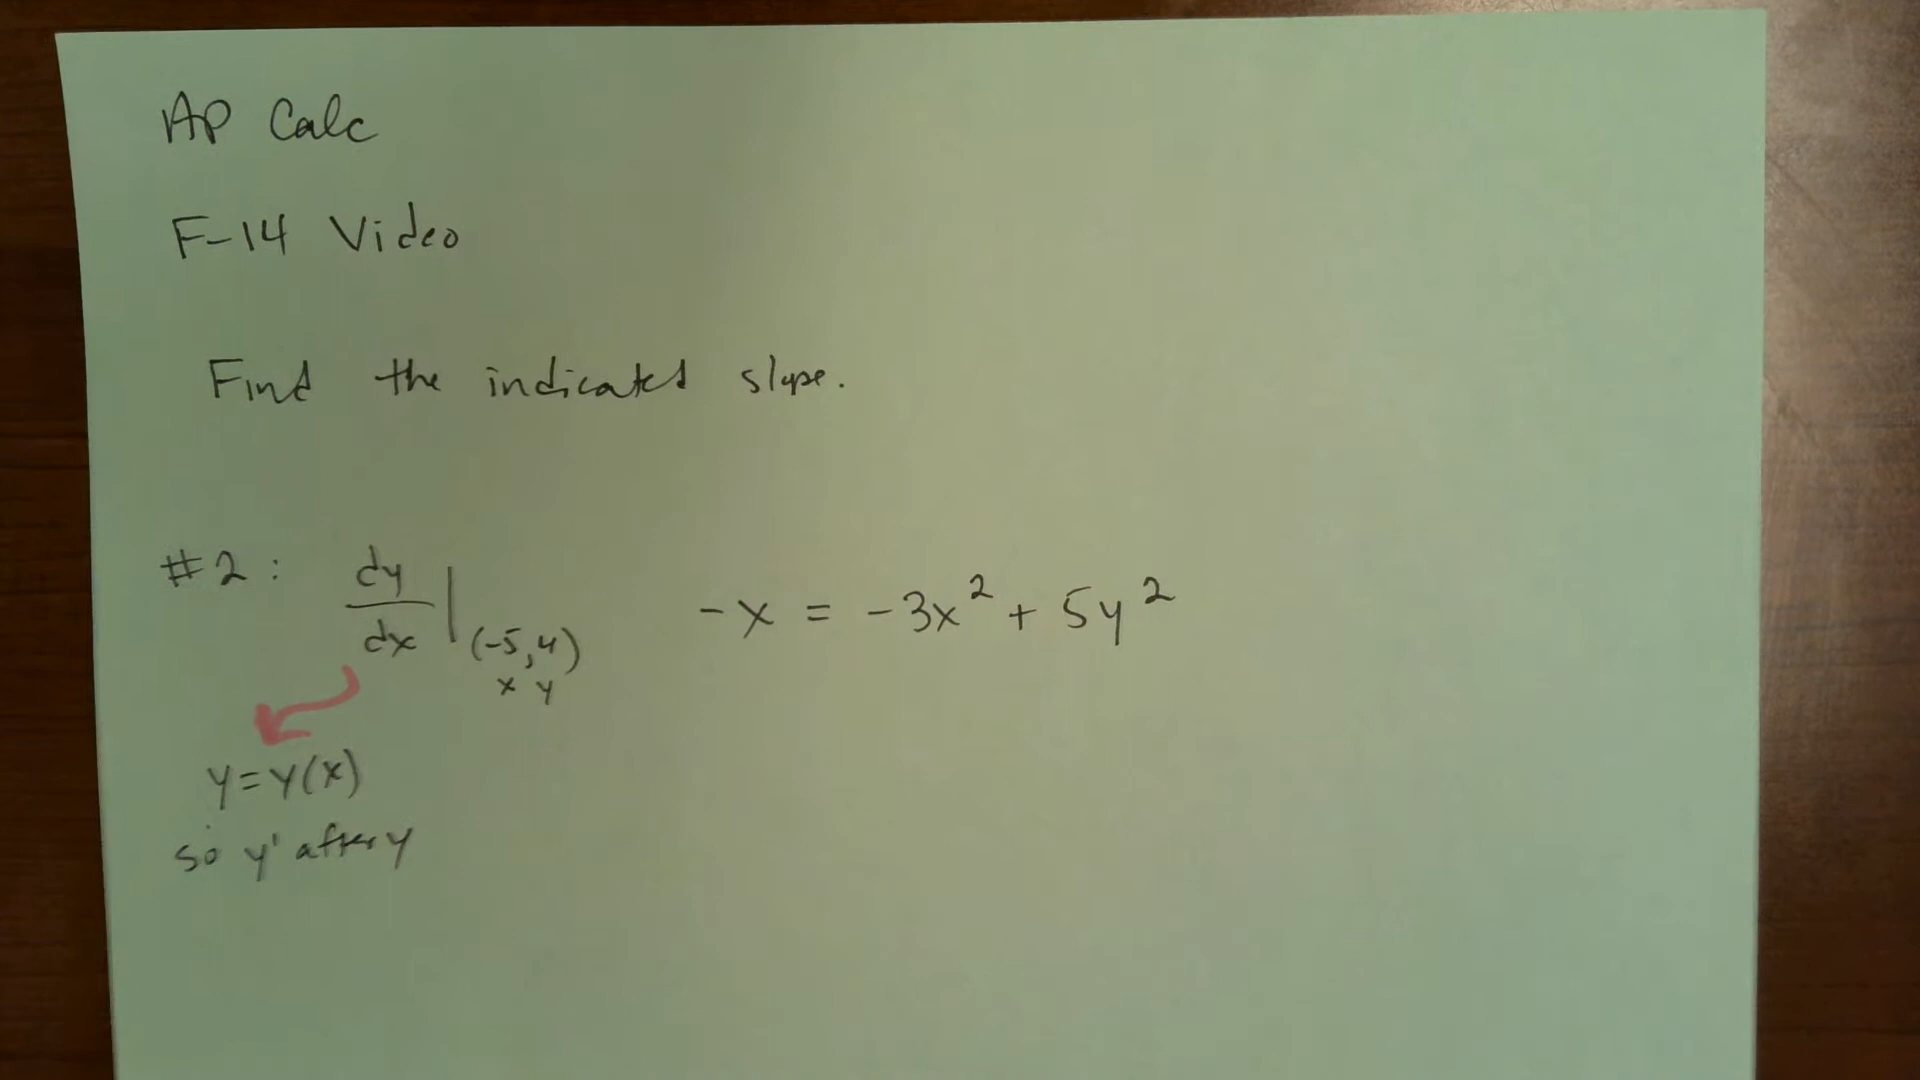 AP Calc
F-14 Video
Find the indicated slope.
#2: dy/dx |(-5,4) -x = -3x² + 5y²
x y
y=y(x)
so y' after y